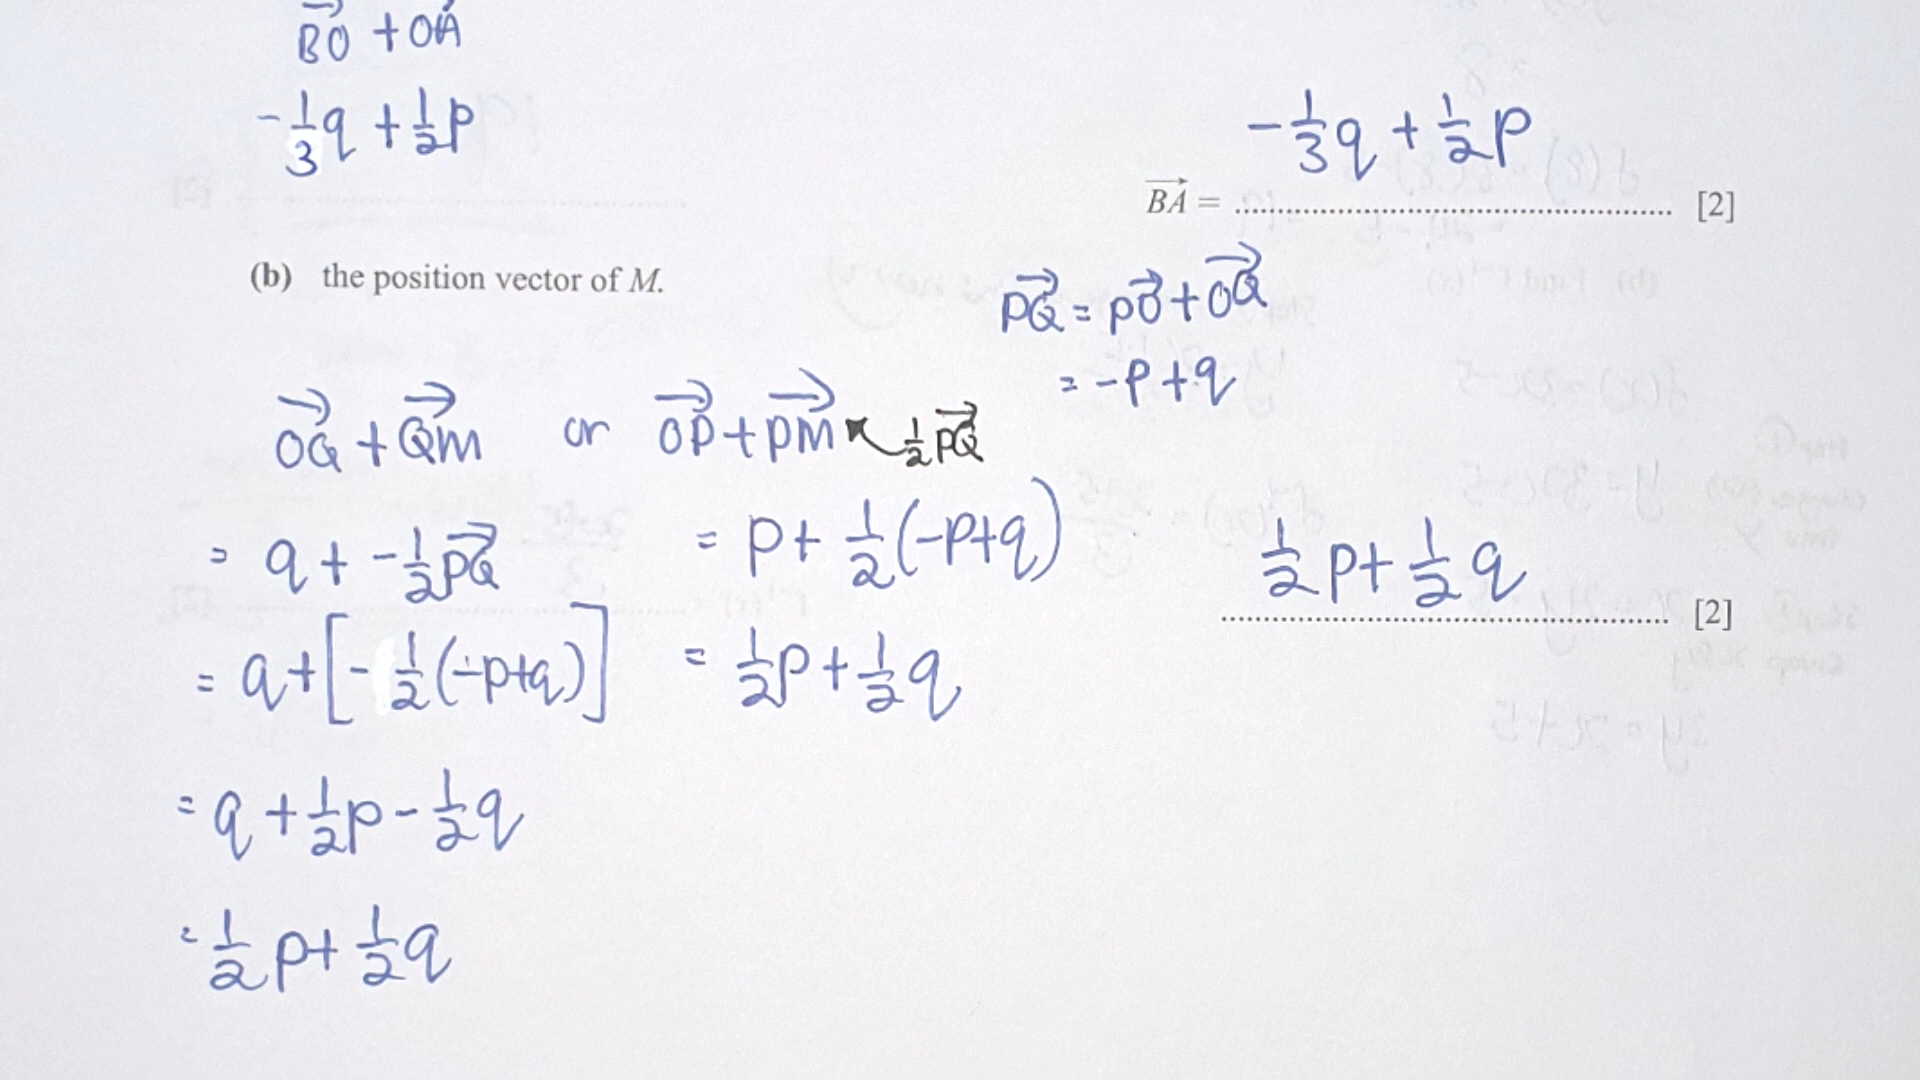 BO + OA
-1/3 q + 1/2 p
-1/3 q + 1/2 p
BA = ........ [2]
(b) the position vector of M.
PQ = PO + OQ
= -p + q
OQ + QM or OP + PM 1/2 PQ
= q + -1/2 PQ
= p + 1/2 (-p+q)
= q + [-1/2 (-p+q)]
= 1/2 p + 1/2 q
1/2 p + 1/2 q
........ [2]
= q + 1/2 p - 1/2 q
= 1/2 p + 1/2 q